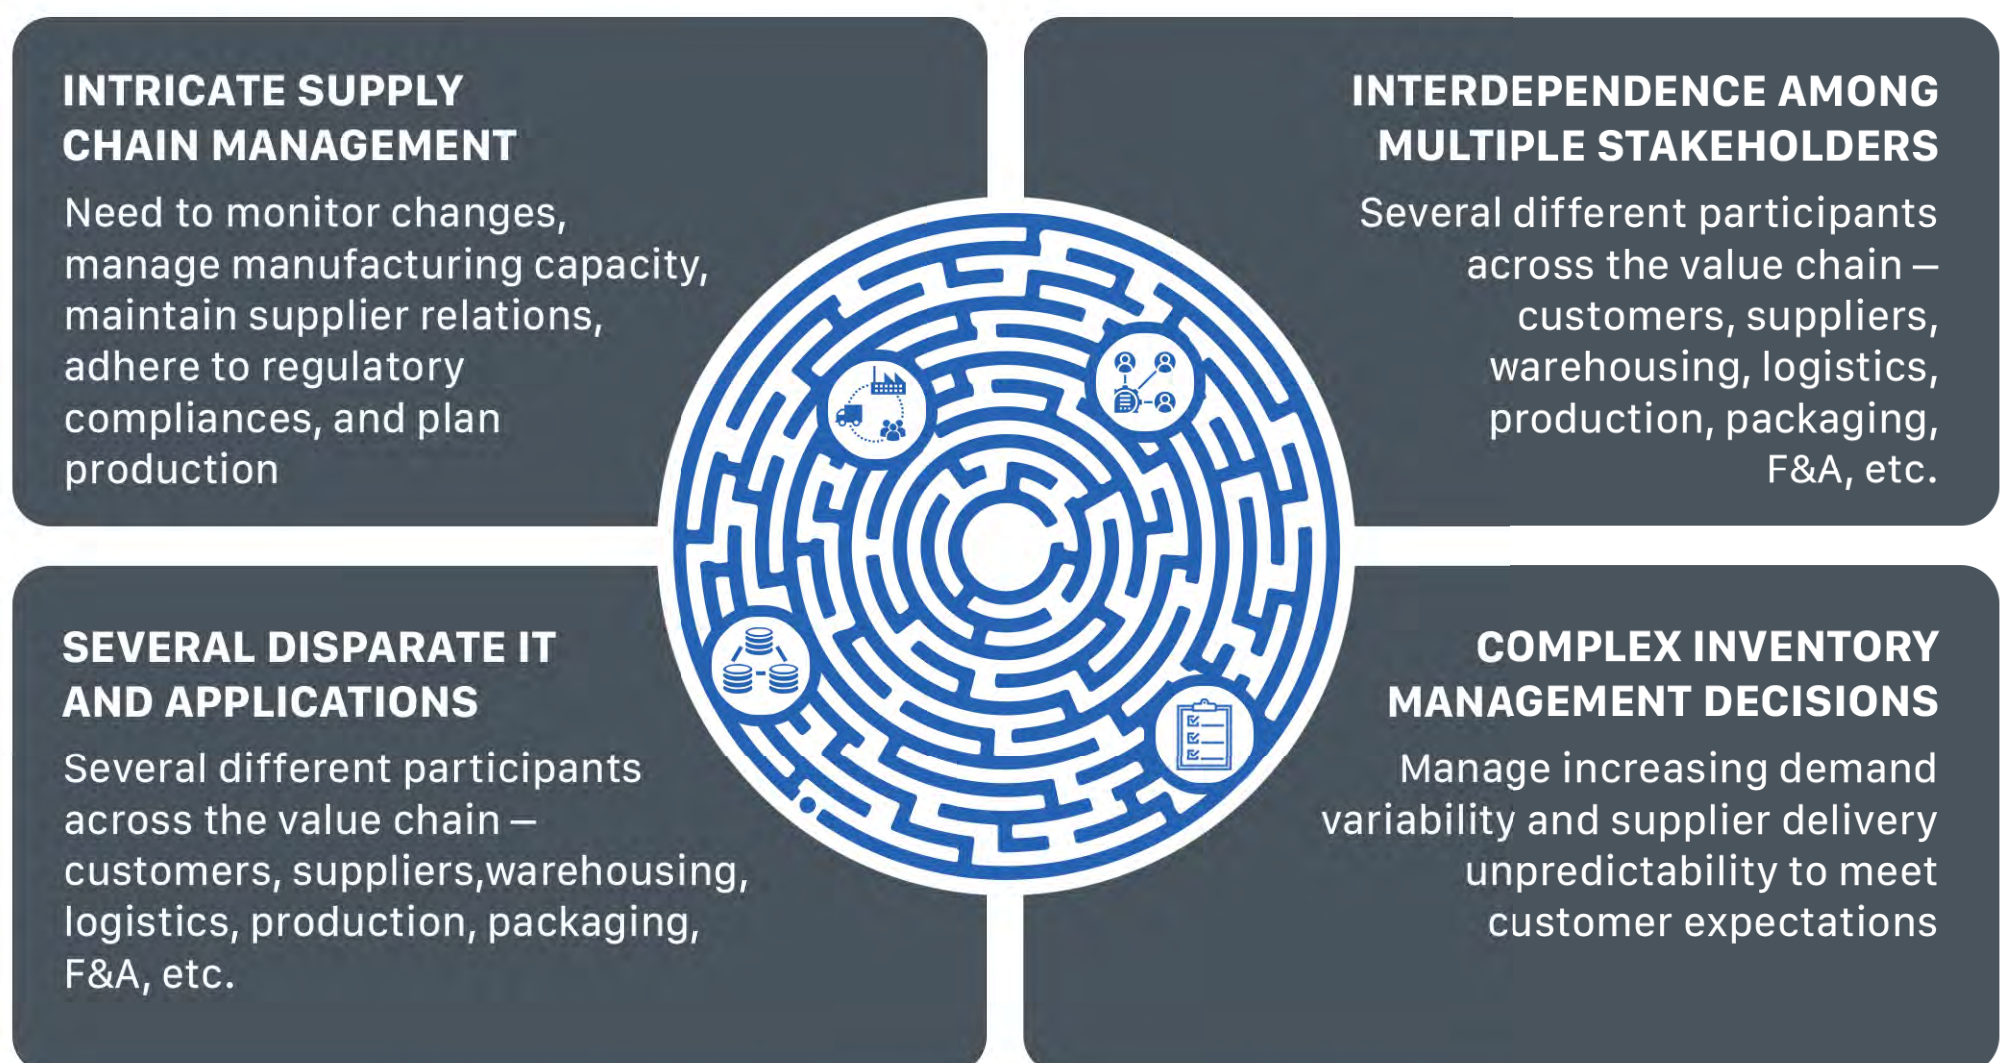 INTRICATE SUPPLY
CHAIN MANAGEMENT
Need to monitor changes,
manage manufacturing capacity,
maintain supplier relations,
adhere to regulatory
compliances, and plan
production
INTERDEPENDENCE AMONG
MULTIPLE STAKEHOLDERS
Several different participants
across the value chain –
customers, suppliers,
warehousing, logistics,
production, packaging,
F&A, etc.
SEVERAL DISPARATE IT
AND APPLICATIONS
Several different participants
across the value chain –
customers, suppliers,warehousing,
logistics, production, packaging,
F&A, etc.
COMPLEX INVENTORY
MANAGEMENT DECISIONS
Manage increasing demand
variability and supplier delivery
unpredictability to meet
customer expectations